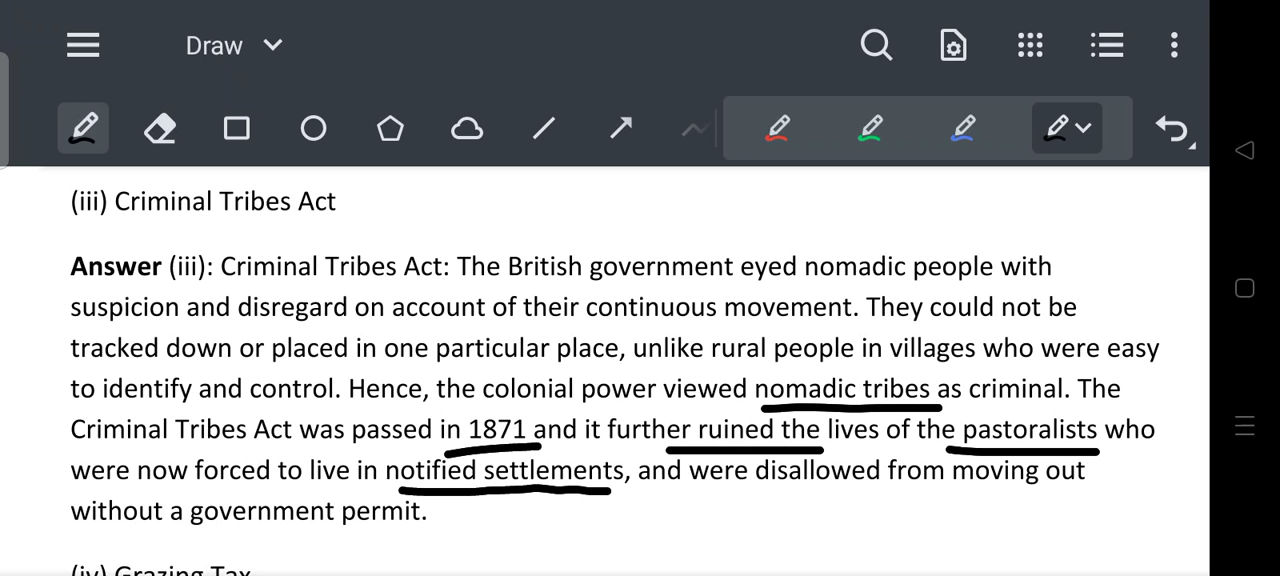 Draw
(iii) Criminal Tribes Act
Answer (iii): Criminal Tribes Act: The British government eyed nomadic people with
suspicion and disregard on account of their continuous movement. They could not be
tracked down or placed in one particular place, unlike rural people in villages who were easy
to identify and control. Hence, the colonial power viewed nomadic tribes as criminal. The
Criminal Tribes Act was passed in 1871 and it further ruined the lives of the pastoralists who
were now forced to live in notified settlements, and were disallowed from moving out
without a government permit.
(iv) Grazing Tax